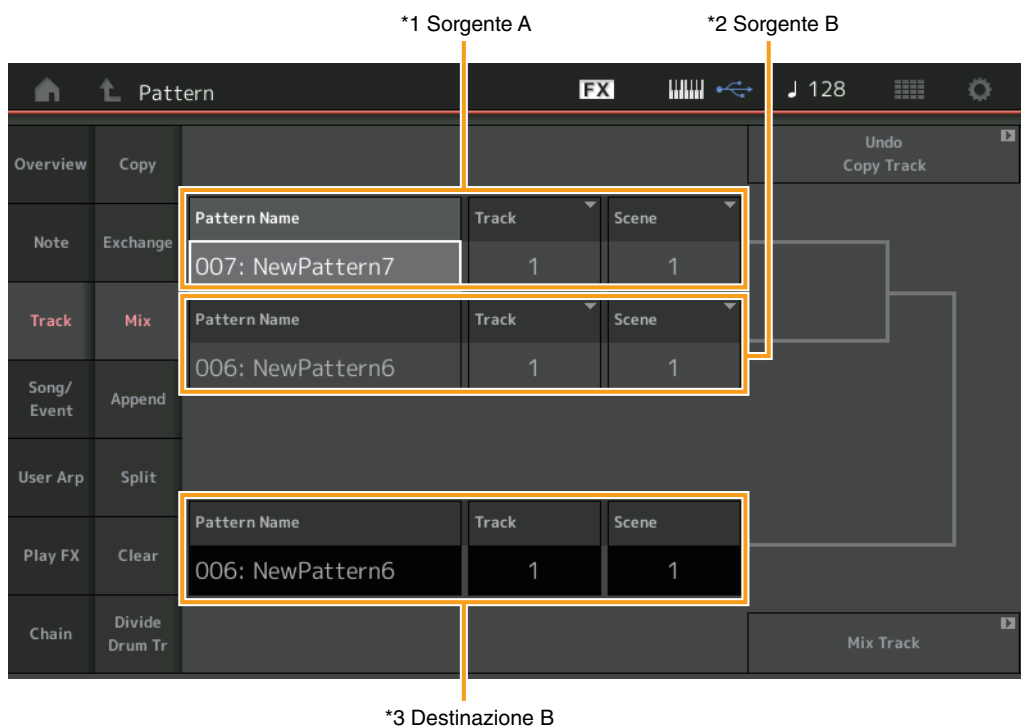 *1 Sorgente A
*2 Sorgente B
Pattern
FX
128
Overview
Copy
Undo
Copy Track
Note
Exchange
Pattern Name
Track
Scene
007: NewPattern7
1
1
Track
Mix
Pattern Name
Track
Scene
006: NewPattern6
1
1
Song/
Event
Append
User Arp
Split
Pattern Name
Track
Scene
Play FX
Clear
006: NewPattern6
1
1
Chain
Divide
Drum Tr
Mix Track
*3 Destinazione B